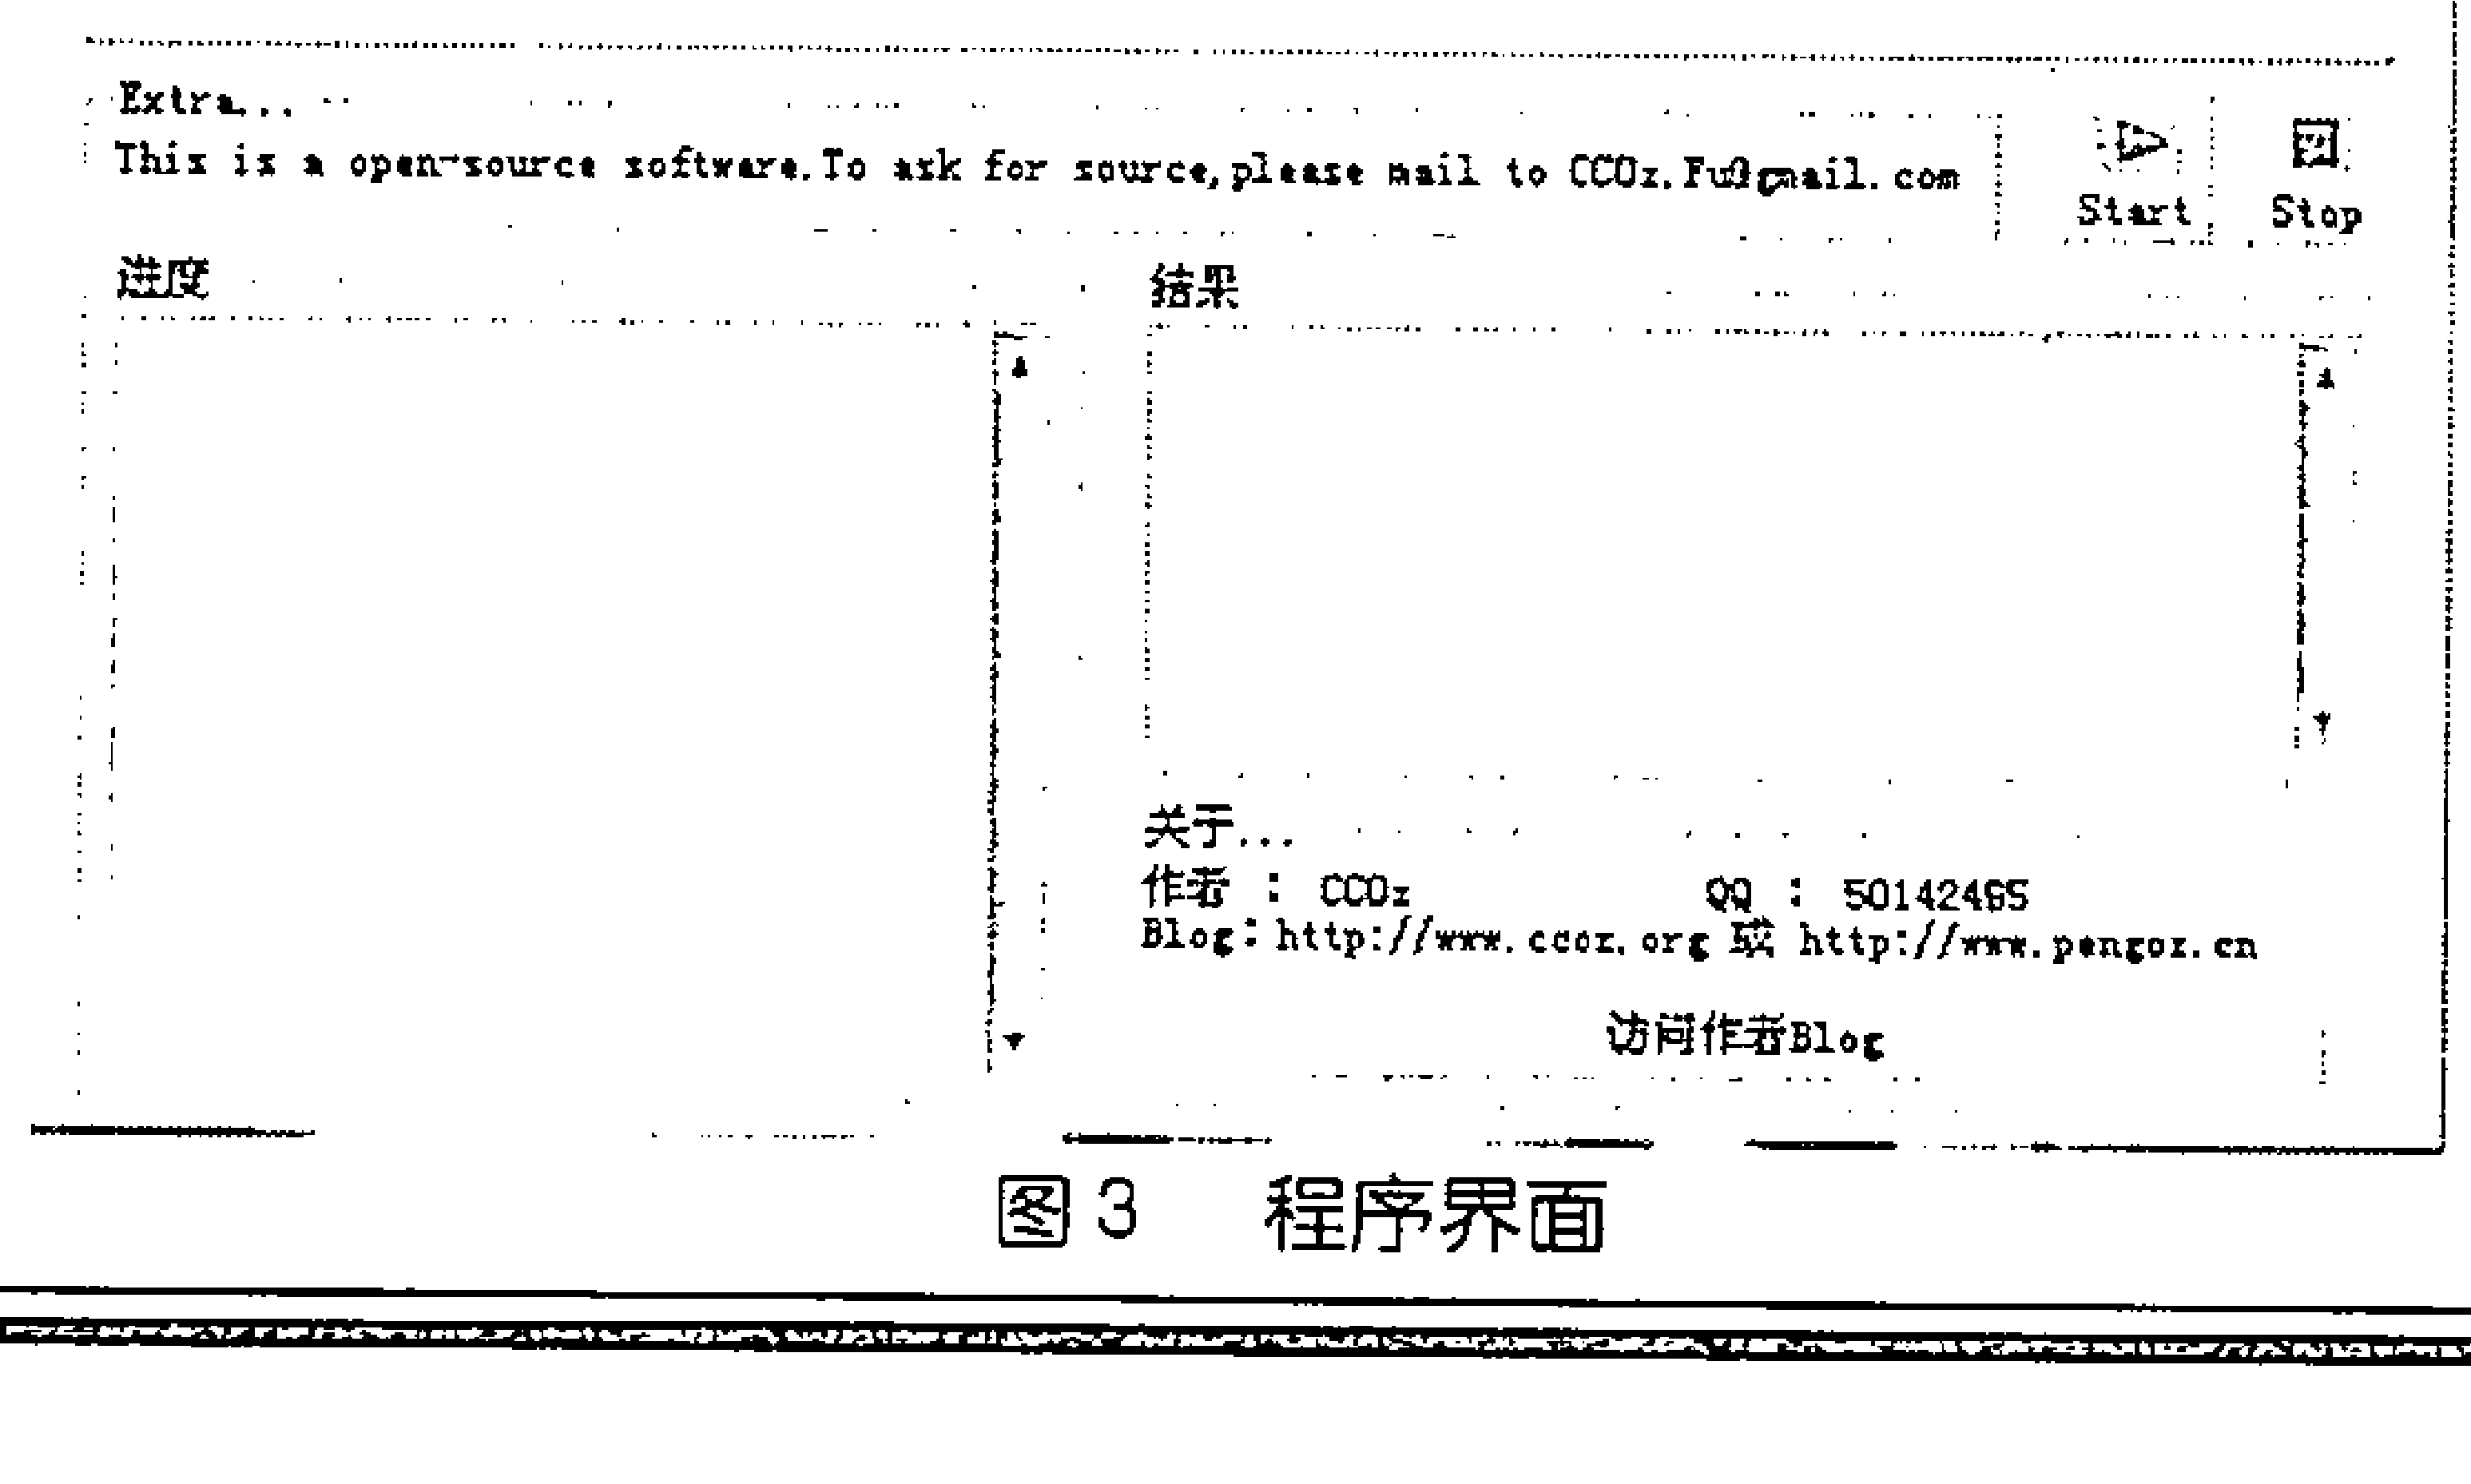 Extra...
This is a open-source software.To ask for source,please mail to CCOz.Fu@gmail.com
Start
Stop
进度
结果
关于...
作者 : CCOz QQ : 50142465
Blog:http://www.ccoz.org 或 http://www.pengoz.cn
访问作者Blog
图3 程序界面